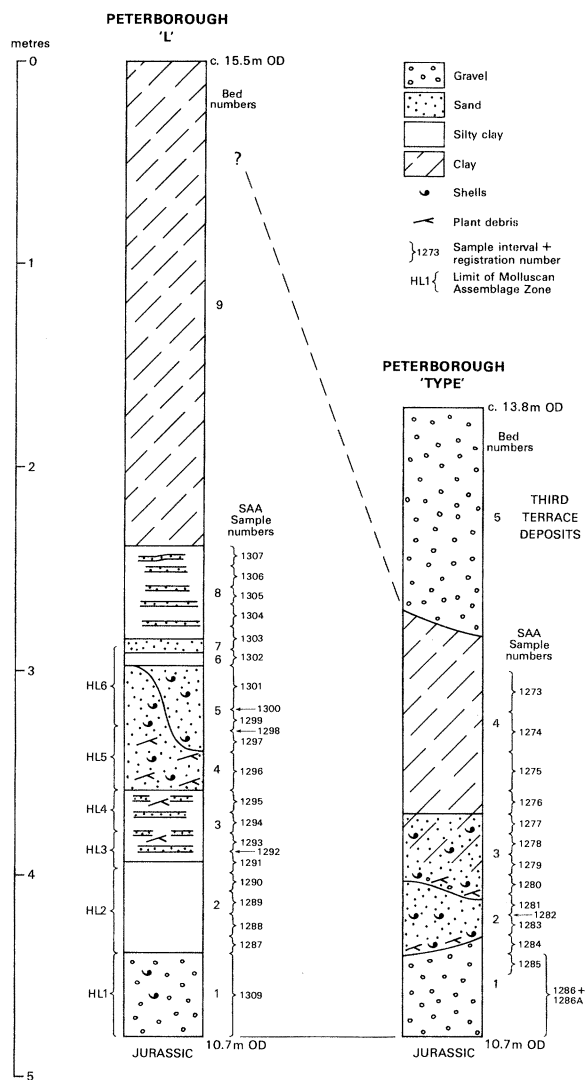 PETERBOROUGH
'L'
metres
0
1
2
3
4
5
c. 15.5m OD
Bed
numbers
?
9
SAA
Sample
numbers
8
7
6
5
4
3
2
1
1307
1306
1305
1304
1303
1302
1301
1300
1299
1298
1297
1296
1295
1294
1293
1292
1291
1290
1289
1288
1287
1309
HL6
HL5
HL4
HL3
HL2
HL1
JURASSIC
10.7m OD
Gravel
Sand
Silty clay
Clay
Shells
Plant debris
1273 Sample interval +
registration number
HL1 Limit of Molluscan
Assemblage Zone
PETERBOROUGH
'TYPE'
c. 13.8m OD
Bed
numbers
5
THIRD
TERRACE
DEPOSITS
SAA
Sample
numbers
4
3
2
1
1273
1274
1275
1276
1277
1278
1279
1280
1281
1282
1283
1284
1285
1286+
1286A
JURASSIC
10.7m OD